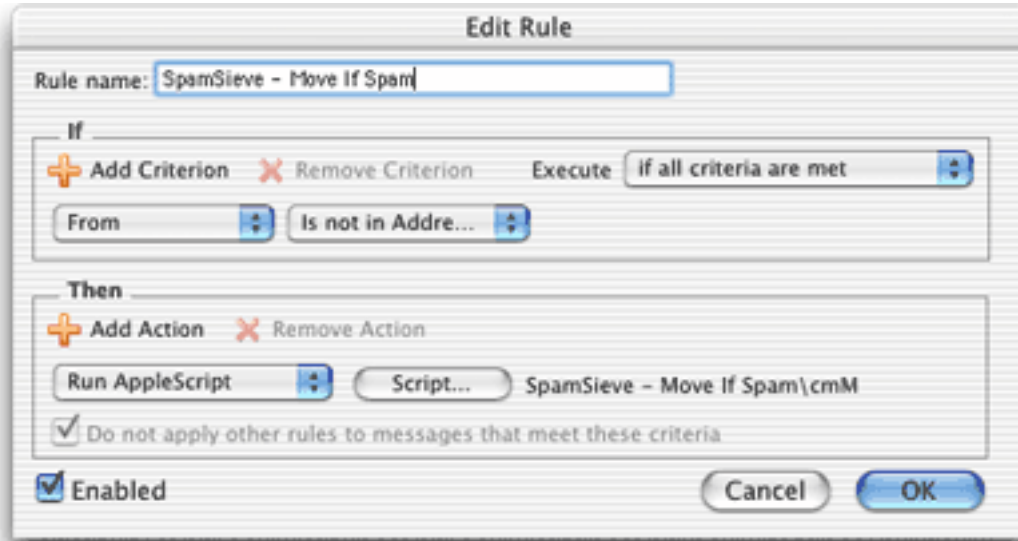 Edit Rule
Rule name: SpamSieve - Move If Spam
If
Add Criterion Remove Criterion Execute if all criteria are met
From Is not in Addre...
Then
Add Action Remove Action
Run AppleScript Script... SpamSieve - Move If Spam\cmM
Do not apply other rules to messages that meet these criteria
Enabled Cancel OK